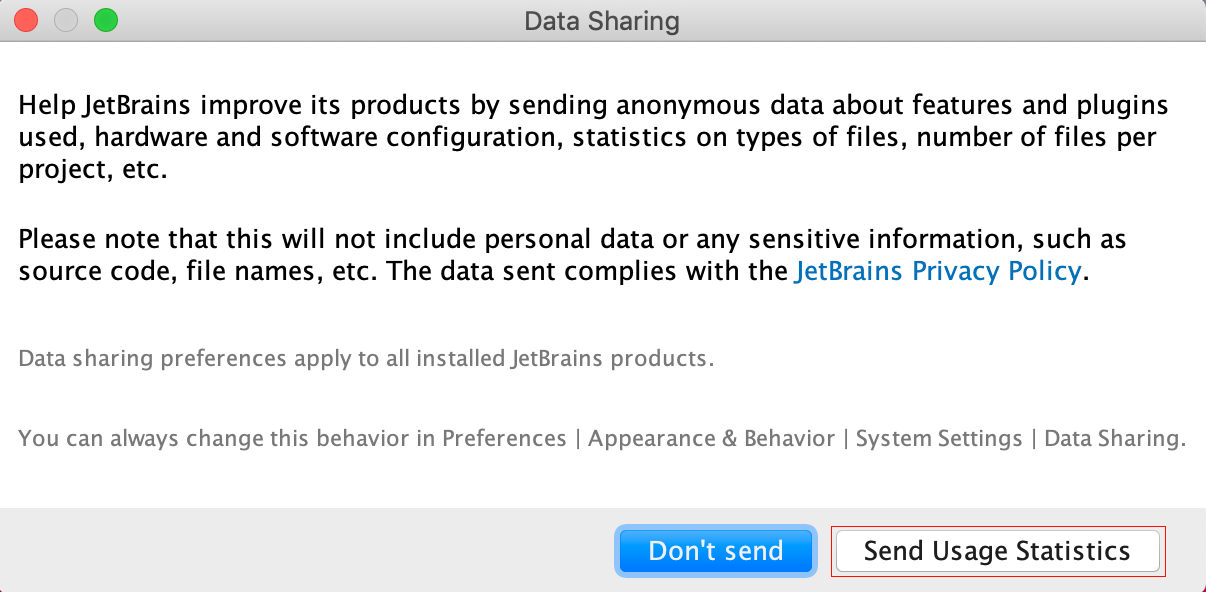 Data Sharing
Help JetBrains improve its products by sending anonymous data about features and plugins
used, hardware and software configuration, statistics on types of files, number of files per
project, etc.
Please note that this will not include personal data or any sensitive information, such as
source code, file names, etc. The data sent complies with the JetBrains Privacy Policy.
Data sharing preferences apply to all installed JetBrains products.
You can always change this behavior in Preferences | Appearance & Behavior | System Settings | Data Sharing.
Don't send
Send Usage Statistics